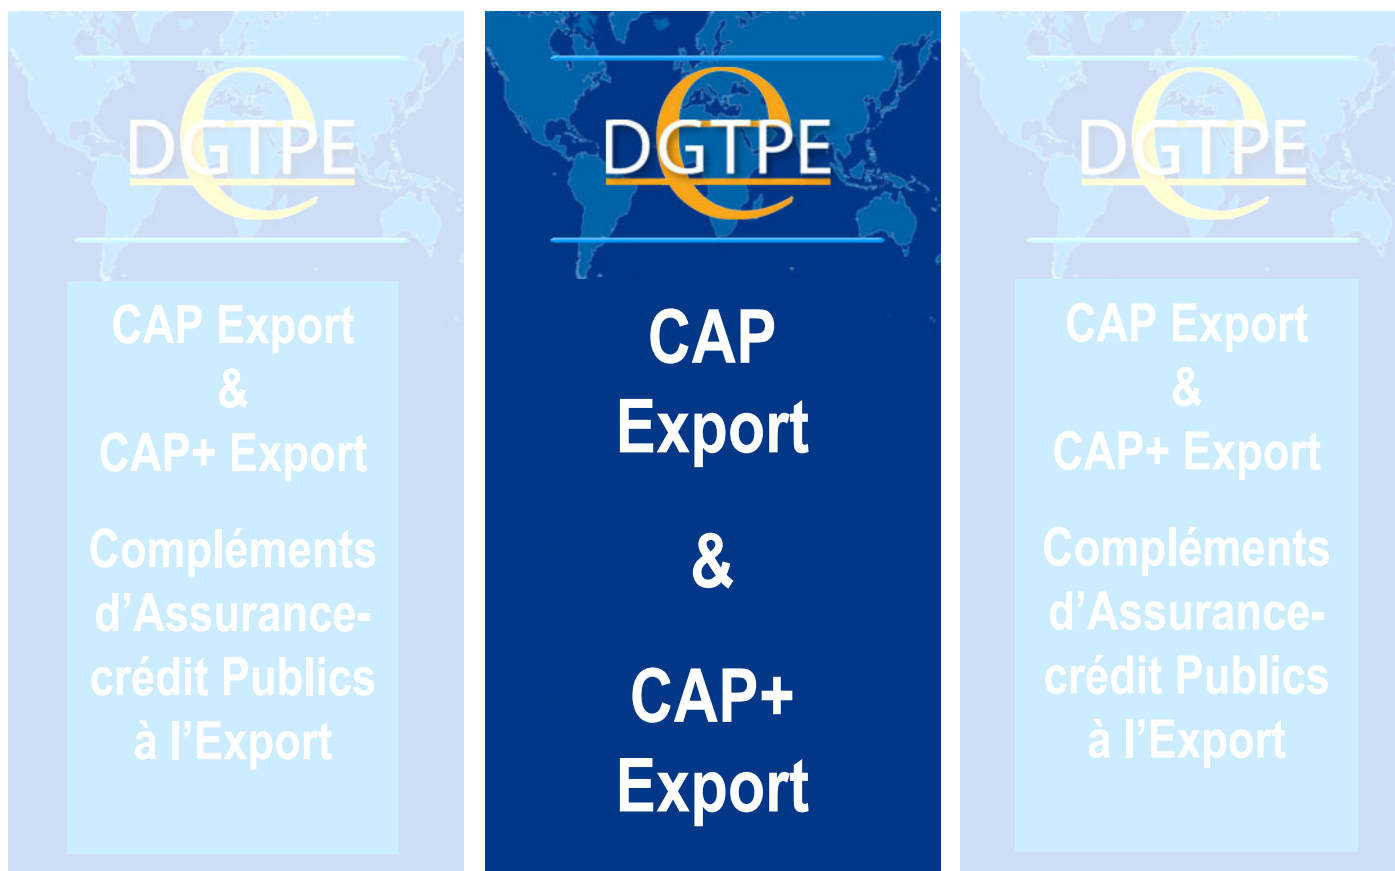 DGTPE
CAP Export
&
CAP+ Export
Compléments
d’Assurance-
crédit Publics
à l’Export
DGTPE
CAP
Export
&
CAP+
Export
DGTPE
CAP Export
&
CAP+ Export
Compléments
d’Assurance-
crédit Publics
à l’Export